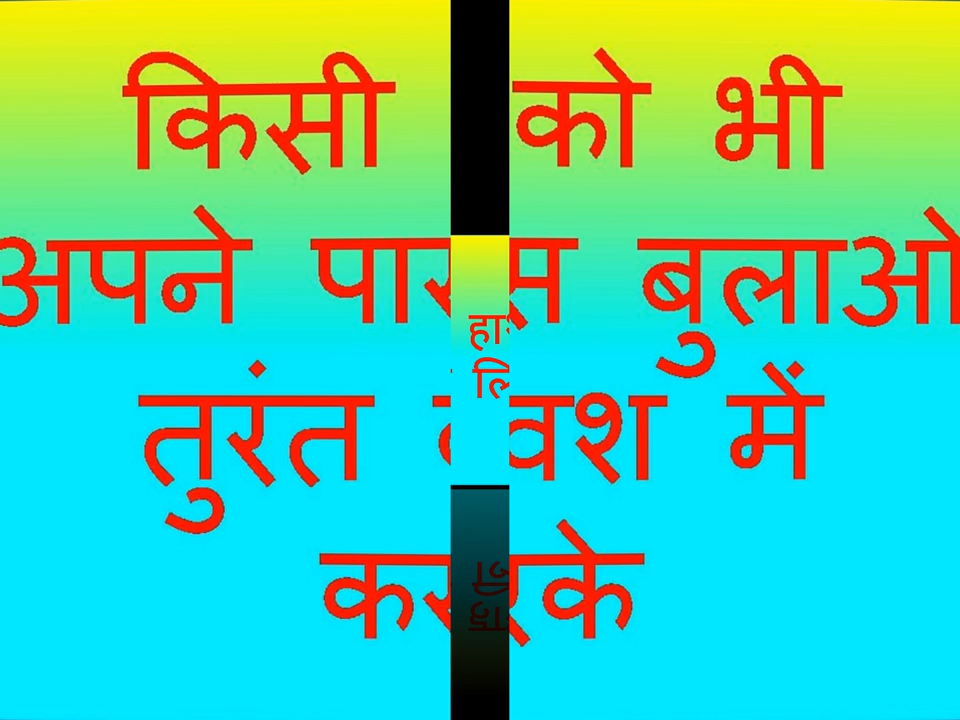 किसी को भी
अपने पास बुलाओ
तुरंत वश में
करके